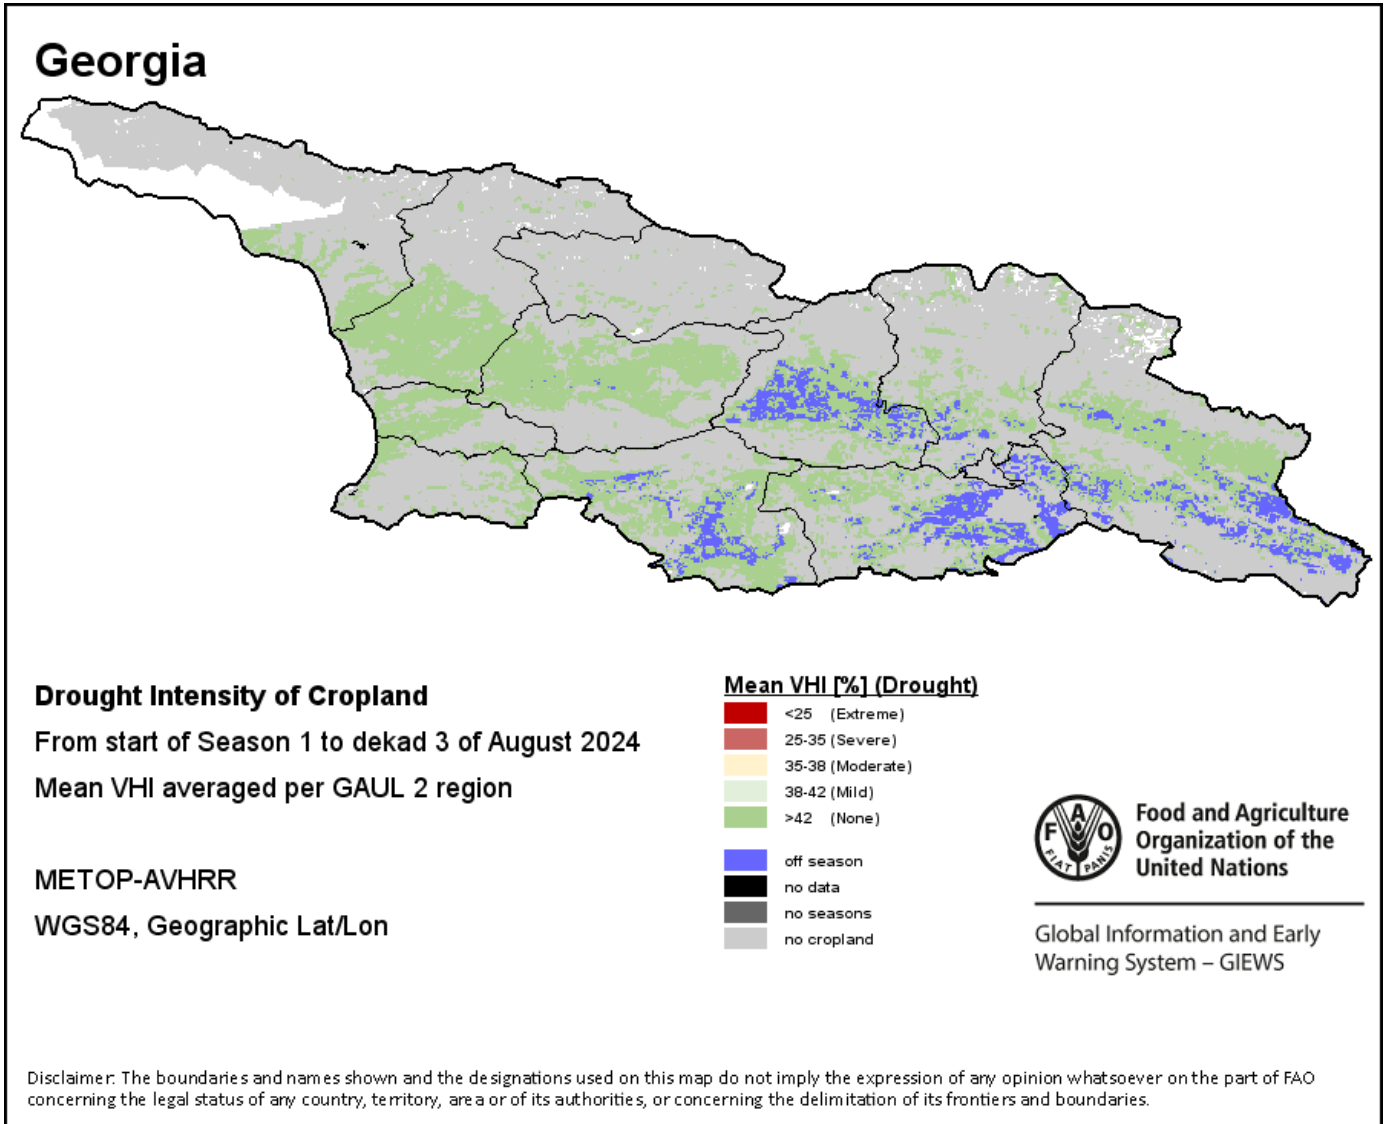 Georgia
Drought Intensity of Cropland
From start of Season 1 to dekad 3 of August 2024
Mean VHI averaged per GAUL 2 region
METOP-AVHRR
WGS84, Geographic Lat/Lon
Mean VHI [%] (Drought)
<25 (Extreme)
25-35 (Severe)
35-38 (Moderate)
38-42 (Mild)
>42 (None)
off season
no data
no seasons
no cropland
F A O
FIAT PANIS
Food and Agriculture
Organization of the
United Nations
Global Information and Early
Warning System – GIEWS
Disclaimer: The boundaries and names shown and the designations used on this map do not imply the expression of any opinion whatsoever on the part of FAO
concerning the legal status of any country, territory, area or of its authorities, or concerning the delimitation of its frontiers and boundaries.